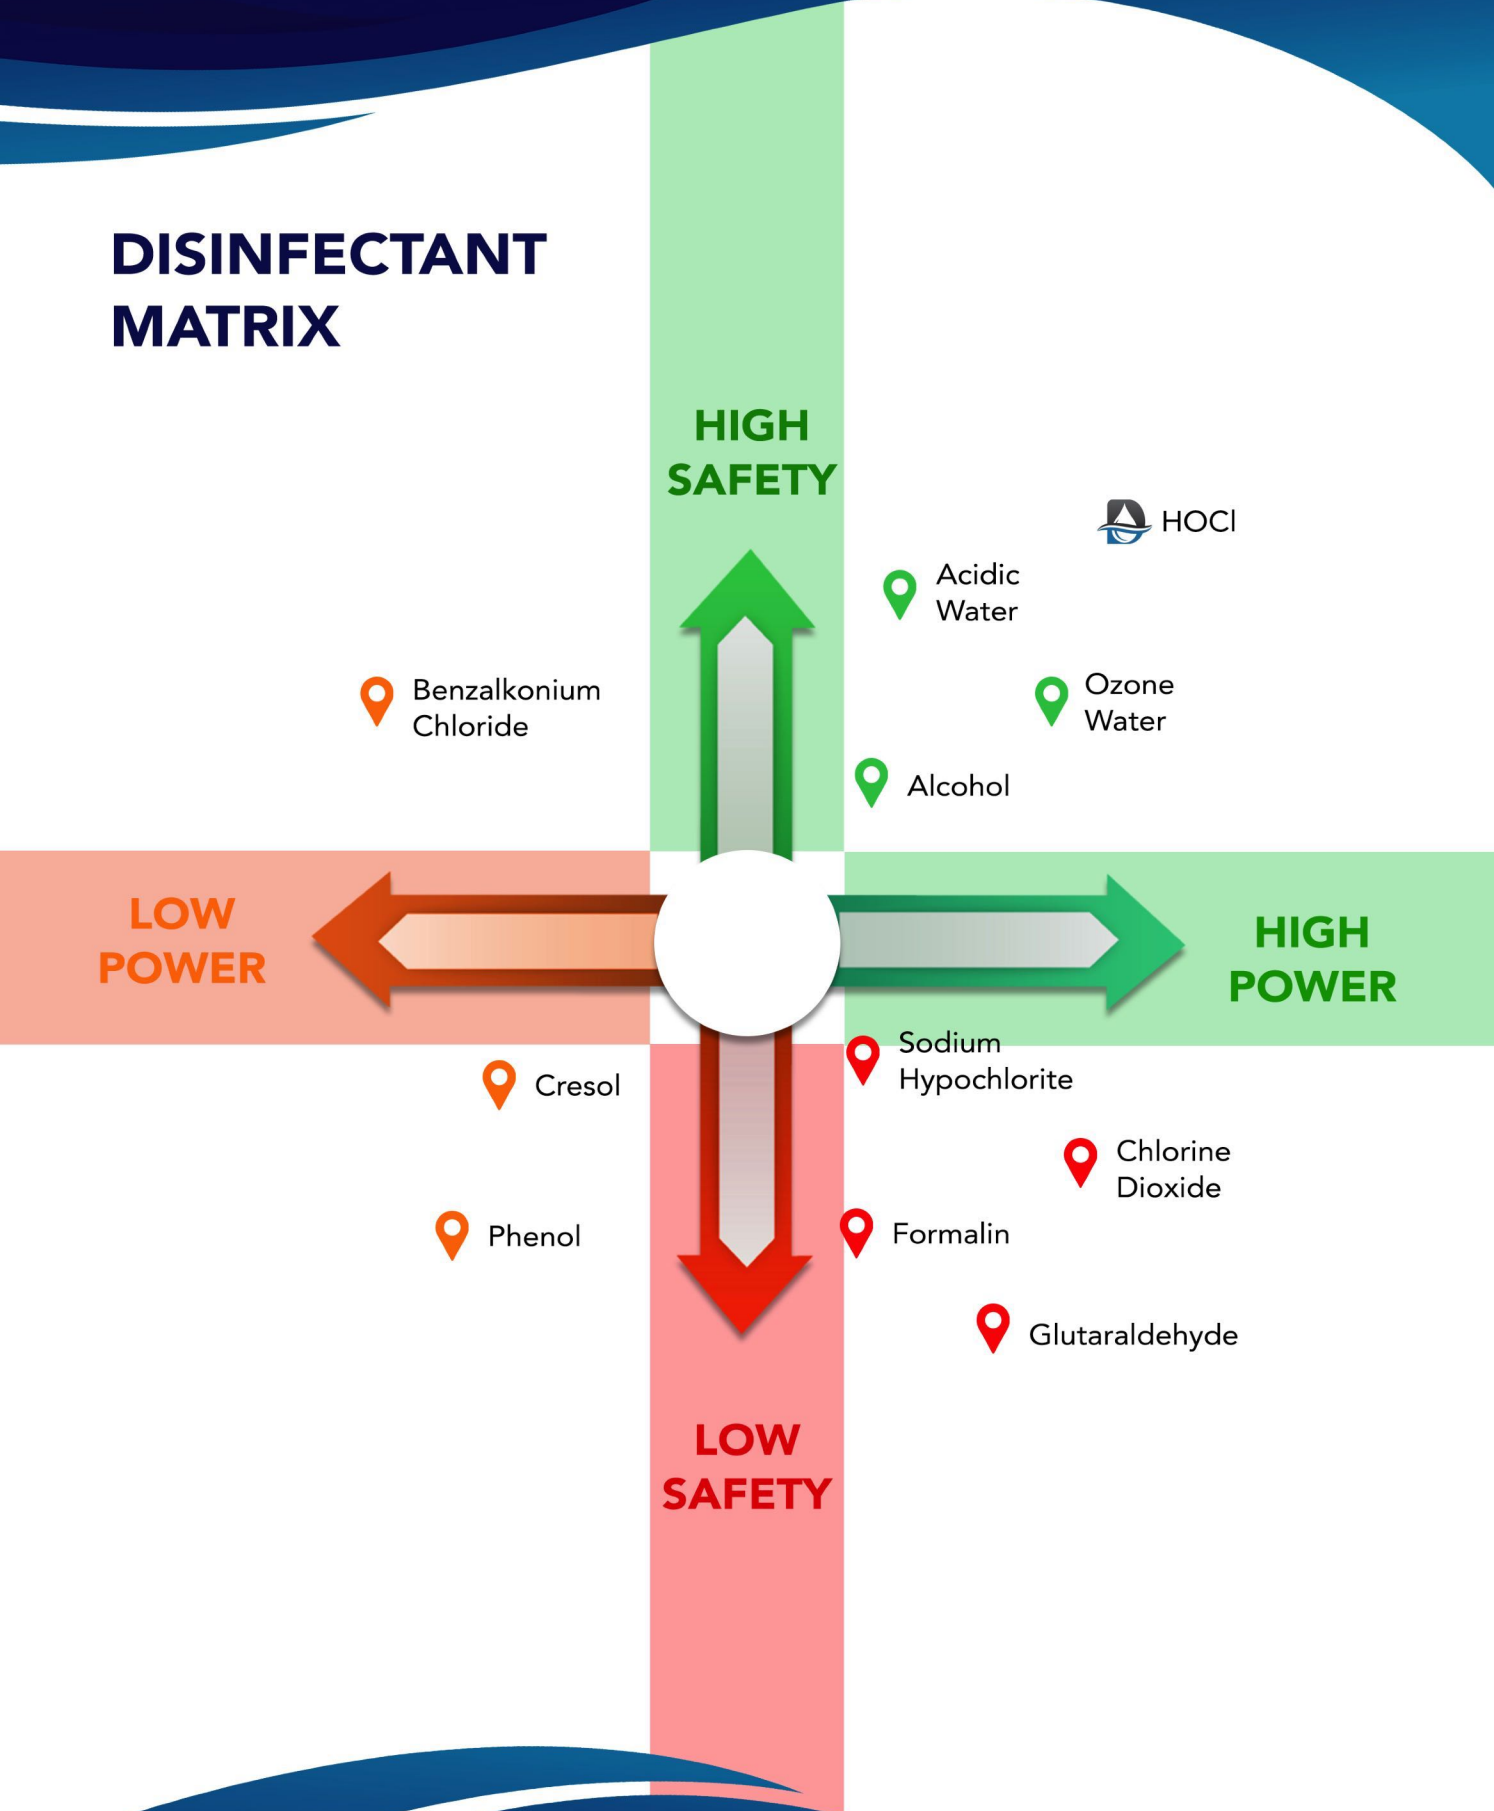 DISINFECTANT
MATRIX
HIGH
SAFETY
HOCl
Acidic
Water
Benzalkonium
Chloride
Ozone
Water
Alcohol
LOW
POWER
HIGH
POWER
Sodium
Hypochlorite
Cresol
Chlorine
Dioxide
Phenol
Formalin
Glutaraldehyde
LOW
SAFETY